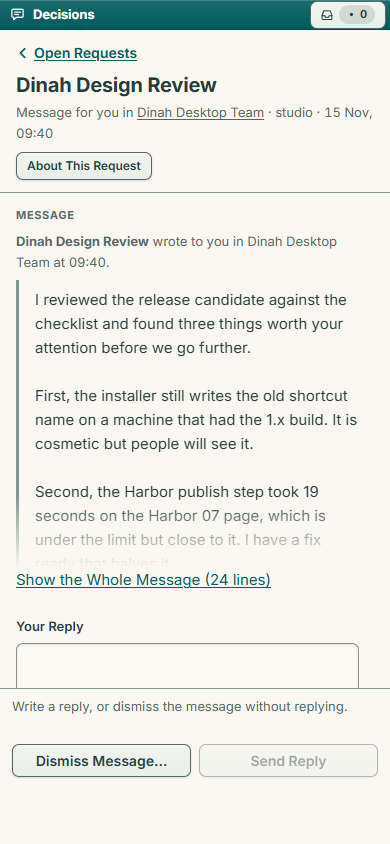 Decisions
• 0
Open Requests
Dinah Design Review
Message for you in Dinah Desktop Team · studio · 15 Nov,
09:40
About This Request
MESSAGE
Dinah Design Review wrote to you in Dinah Desktop
Team at 09:40.
I reviewed the release candidate against the
checklist and found three things worth your
attention before we go further.
First, the installer still writes the old shortcut
name on a machine that had the 1.x build. It is
cosmetic but people will see it.
Second, the Harbor publish step took 19
seconds on the Harbor 07 page, which is
under the limit but close to it. I have a fix
ready that halves it.
Show the Whole Message (24 lines)
Your Reply
Write a reply, or dismiss the message without replying.
Dismiss Message...
Send Reply